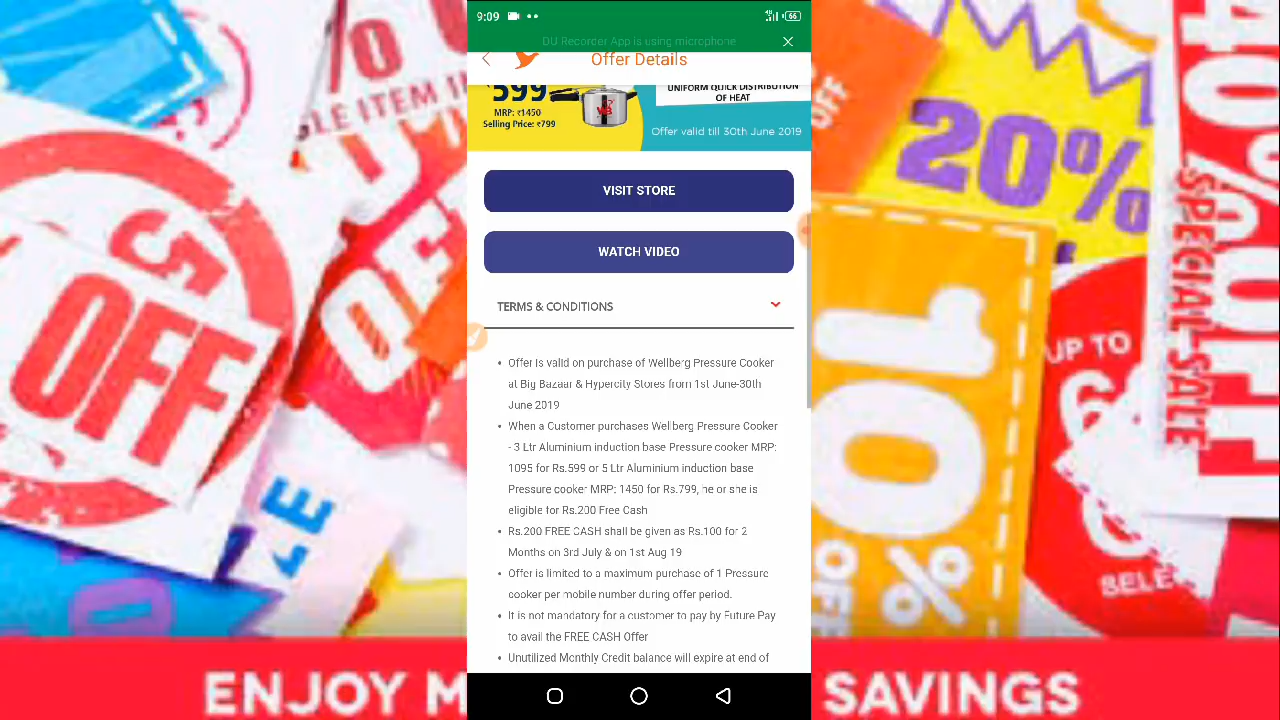 9:09
66
DU Recorder App is using microphone
Offer Details
599
MRP: ₹1450
Selling Price: ₹799
UNIFORM QUICK DISTRIBUTION
OF HEAT
Offer valid till 30th June 2019
VISIT STORE
WATCH VIDEO
TERMS & CONDITIONS
• Offer is valid on purchase of Wellberg Pressure Cooker
at Big Bazaar & Hypercity Stores from 1st June-30th
June 2019
• When a Customer purchases Wellberg Pressure Cooker
- 3 Ltr Aluminium induction base Pressure cooker MRP:
1095 for Rs.599 or 5 Ltr Aluminium induction base
Pressure cooker MRP: 1450 for Rs.799, he or she is
eligible for Rs.200 Free Cash
• Rs.200 FREE CASH shall be given as Rs.100 for 2
Months on 3rd July & on 1st Aug 19
• Offer is limited to a maximum purchase of 1 Pressure
cooker per mobile number during offer period.
• It is not mandatory for a customer to pay by Future Pay
to avail the FREE CASH Offer
• Unutilized Monthly Credit balance will expire at end of
OFF
OFF
20%
10%
OFF
UP TO
SPECIAL SALE
ENJOY M
SAVINGS